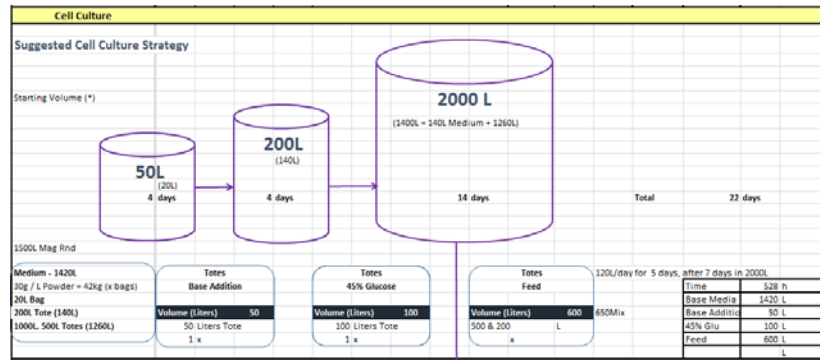 Cell Culture
Suggested Cell Culture Strategy
Starting Volume (*)
2000 L
(1400L = 140L Medium + 1260L)
200L
(140L)
50L
(20L)
4 days
4 days
14 days
Total
22 days
1500L Mag Rnd
Medium - 1420L
30g / L Powder = 42kg (x bags)
20L Bag
200L Tote (140L)
1000L. 500L Totes (1260L)
Totes
Base Addition
Volume (Liters) 50
50 Liters Tote
1 x
Totes
45% Glucose
Volume (Liters) 100
100 Liters Tote
1 x
Totes
Feed
Volume (Liters) 600
500 & 200 L
x
120L/day for 5 days, after 7 days in 2000L
650Mix
Time 528 h
Base Media 1420 L
Base Additio 50 L
45% Glu 100 L
Feed 600 L
L